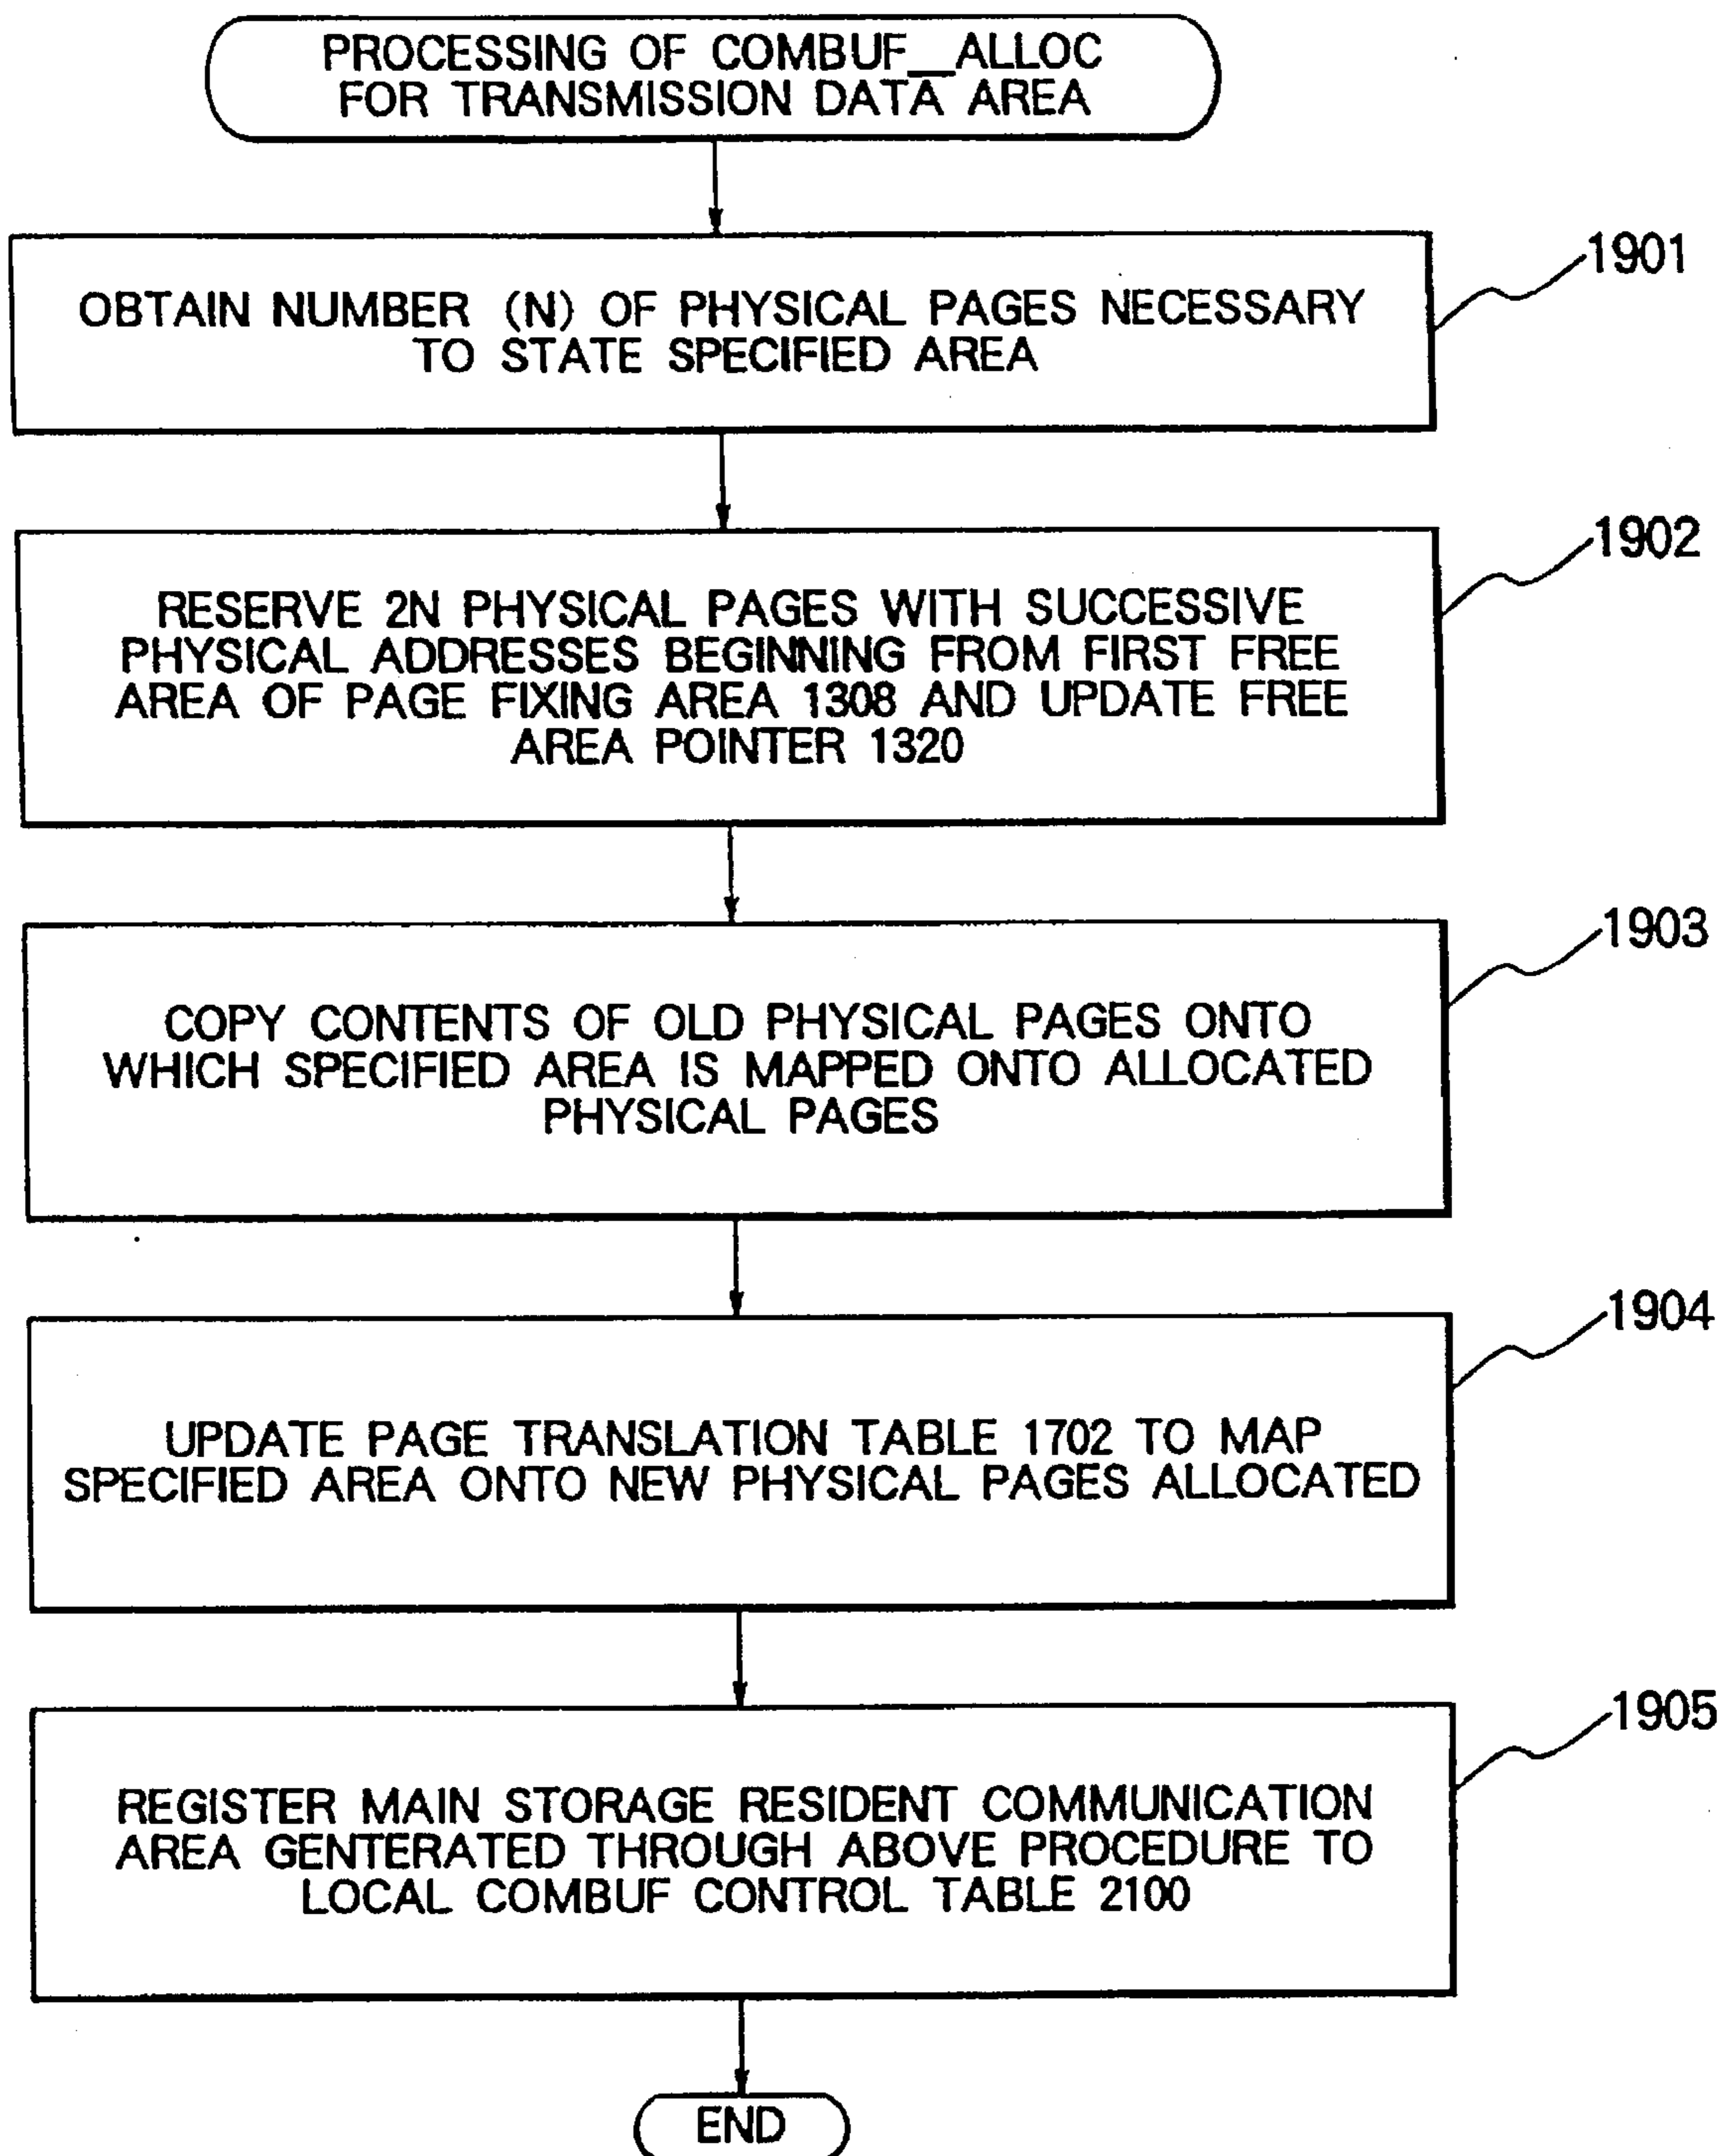 PROCESSING OF COMBUF__ALLOC
FOR TRANSMISSION DATA AREA
1901
OBTAIN NUMBER (N) OF PHYSICAL PAGES NECESSARY
TO STATE SPECIFIED AREA
1902
RESERVE 2N PHYSICAL PAGES WITH SUCCESSIVE
PHYSICAL ADDRESSES BEGINNING FROM FIRST FREE
AREA OF PAGE FIXING AREA 1308 AND UPDATE FREE
AREA POINTER 1320
1903
COPY CONTENTS OF OLD PHYSICAL PAGES ONTO
WHICH SPECIFIED AREA IS MAPPED ONTO ALLOCATED
PHYSICAL PAGES
1904
UPDATE PAGE TRANSLATION TABLE 1702 TO MAP
SPECIFIED AREA ONTO NEW PHYSICAL PAGES ALLOCATED
1905
REGISTER MAIN STORAGE RESIDENT COMMUNICATION
AREA GENTERATED THROUGH ABOVE PROCEDURE TO
LOCAL COMBUF CONTROL TABLE 2100
END